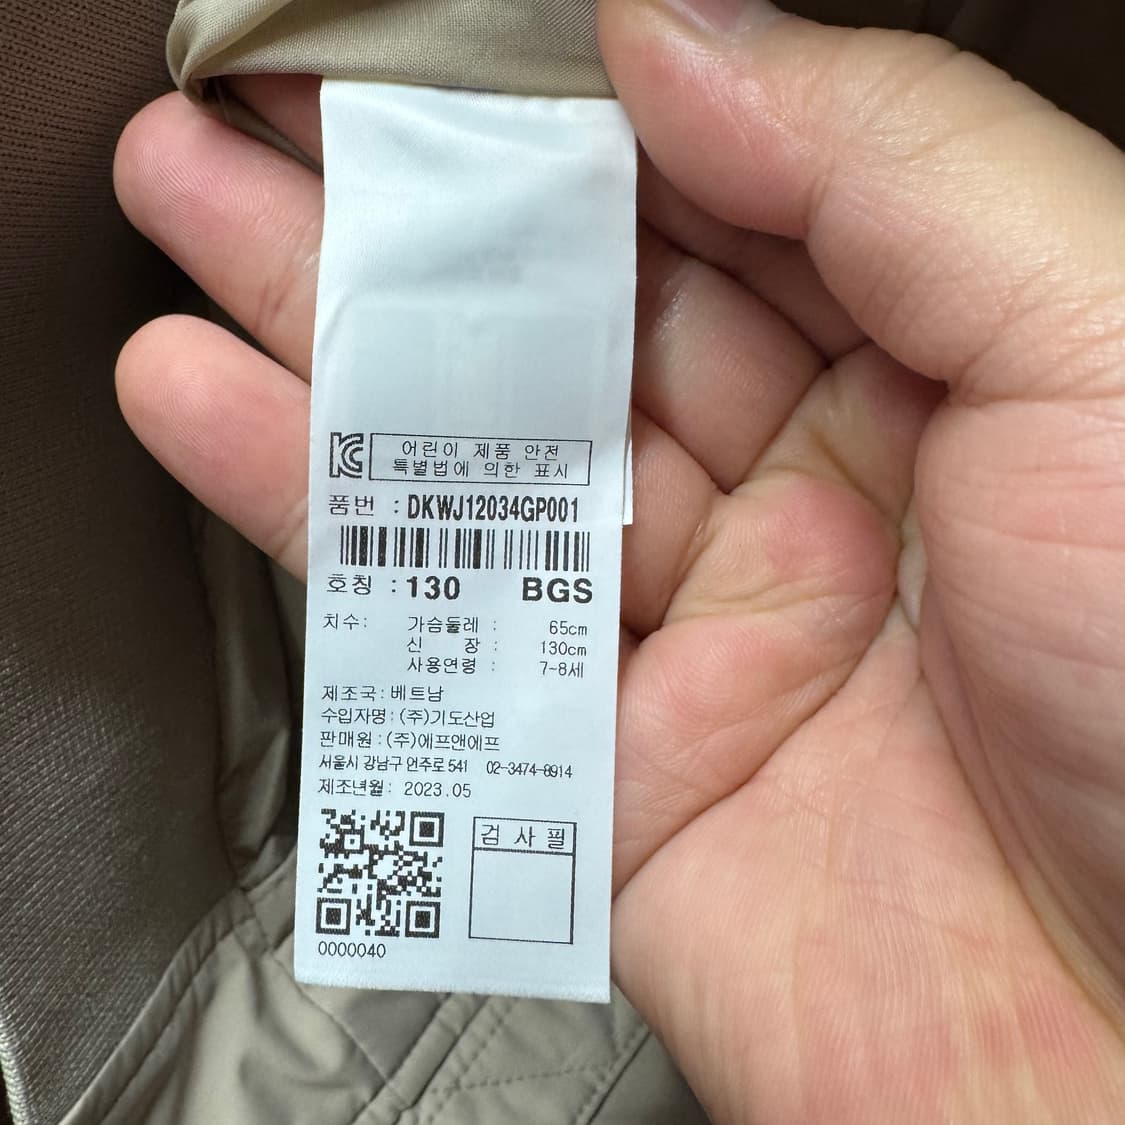 KC 어린이 제품 안전
특별법에 의한 표시
품번 : DKWJ12034GP001
호칭 : 130 BGS
치수: 가슴둘레 : 65cm
신 장 : 130cm
사용연령 : 7-8세
제조국: 베트남
수입자명 : (주)기도산업
판매원 : (주)에프앤에프
서울시 강남구 언주로 541 02-3474-8914
제조년월: 2023.05
검 사 필
0000040